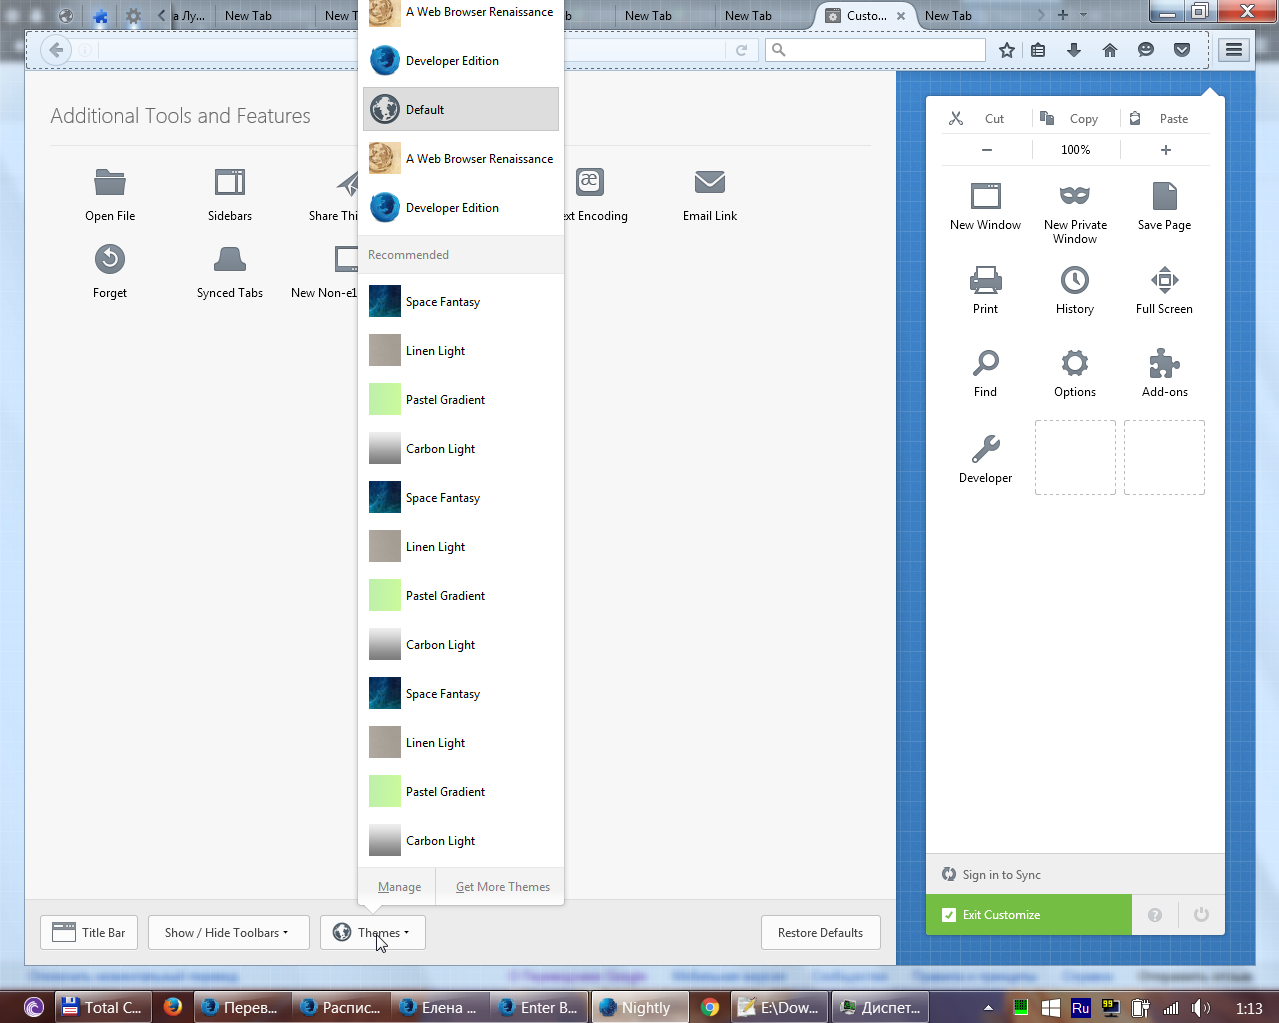 а Лу...
New Tab
New T
ab
New Tab
New Tab
Custo...
New Tab
A Web Browser Renaissance
Developer Edition
Default
A Web Browser Renaissance
Developer Edition
Recommended
Space Fantasy
Linen Light
Pastel Gradient
Carbon Light
Space Fantasy
Linen Light
Pastel Gradient
Carbon Light
Space Fantasy
Linen Light
Pastel Gradient
Carbon Light
Manage
Get More Themes
Additional Tools and Features
Open File
Sidebars
Share Thi
ext Encoding
Email Link
Forget
Synced Tabs
New Non-e1
Cut
Copy
Paste
100%
New Window
New Private
Window
Save Page
Print
History
Full Screen
Find
Options
Add-ons
Developer
Sign in to Sync
Exit Customize
Title Bar
Show / Hide Toolbars
Themes
Restore Defaults
Total C...
Перев...
Распис...
Елена ...
Enter B...
Nightly
E:\Dow...
Диспет...
Ru
99
1:13